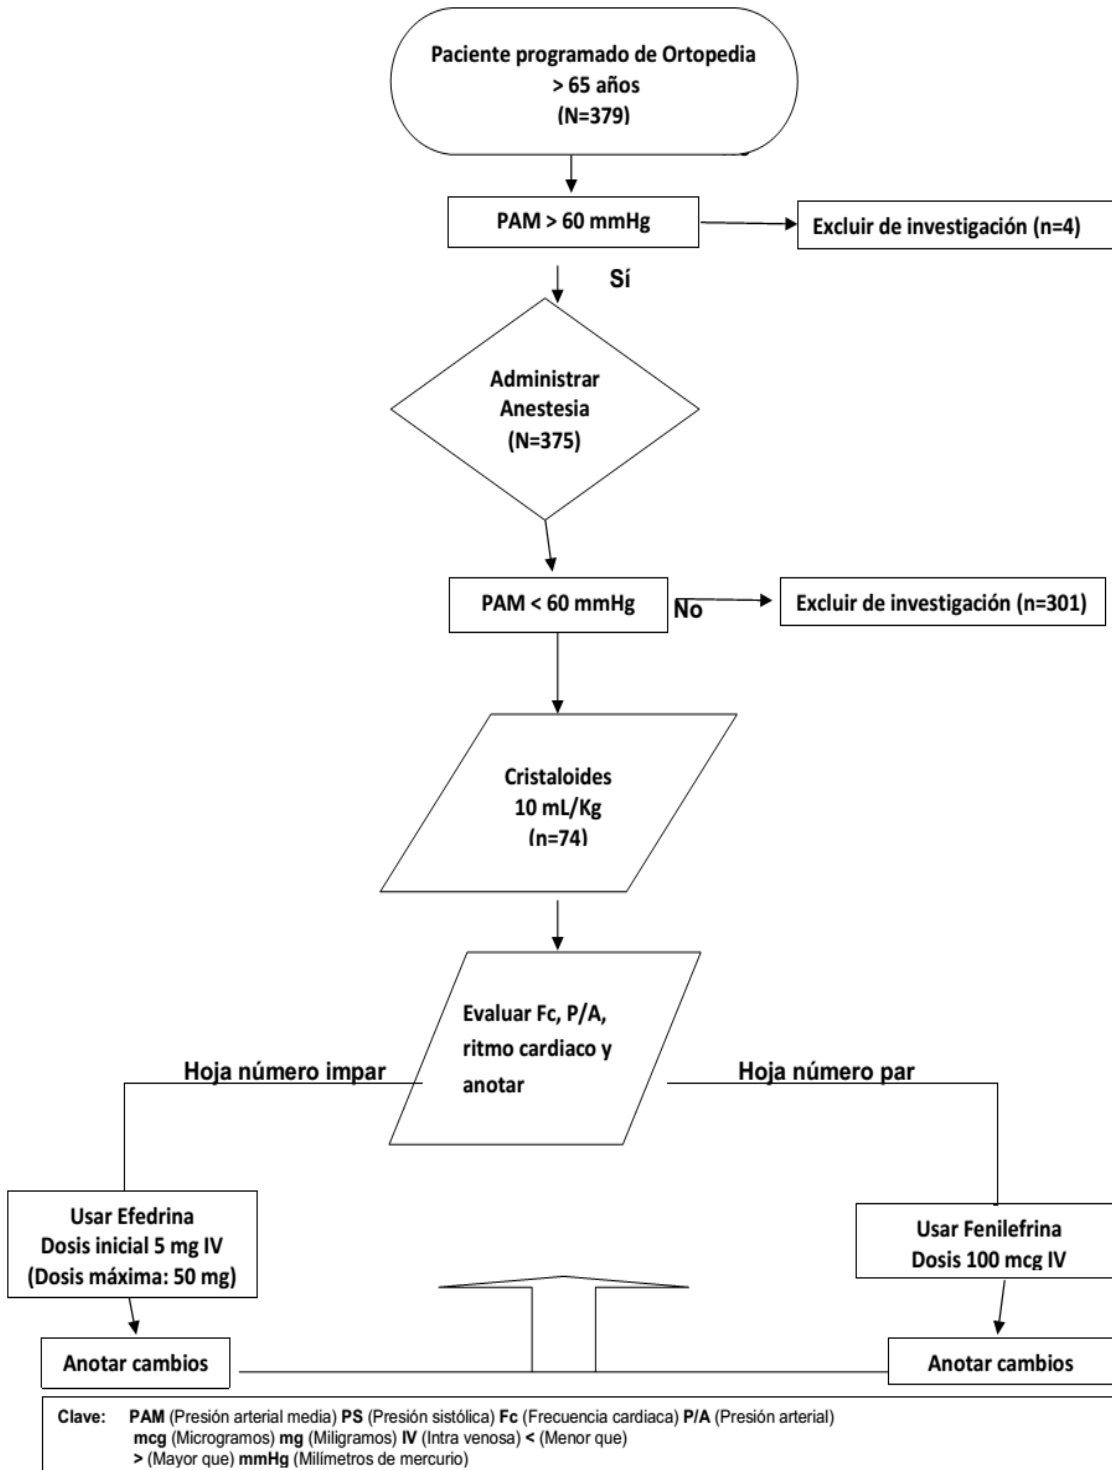 Paciente programado de Ortopedia
> 65 años
(N=379)
PAM > 60 mmHg
Excluir de investigación (n=4)
Sí
Administrar
Anestesia
(N=375)
PAM < 60 mmHg
No
Excluir de investigación (n=301)
Cristaloides
10 mL/Kg
(n=74)
Evaluar Fc, P/A,
ritmo cardiaco y
anotar
Hoja número impar
Hoja número par
Usar Efedrina
Dosis inicial 5 mg IV
(Dosis máxima: 50 mg)
Usar Fenilefrina
Dosis 100 mcg IV
Anotar cambios
Anotar cambios
Clave: PAM (Presión arterial media) PS (Presión sistólica) Fc (Frecuencia cardiaca) P/A (Presión arterial)
mcg (Microgramos) mg (Miligramos) IV (Intra venosa) < (Menor que)
> (Mayor que) mmHg (Milímetros de mercurio)